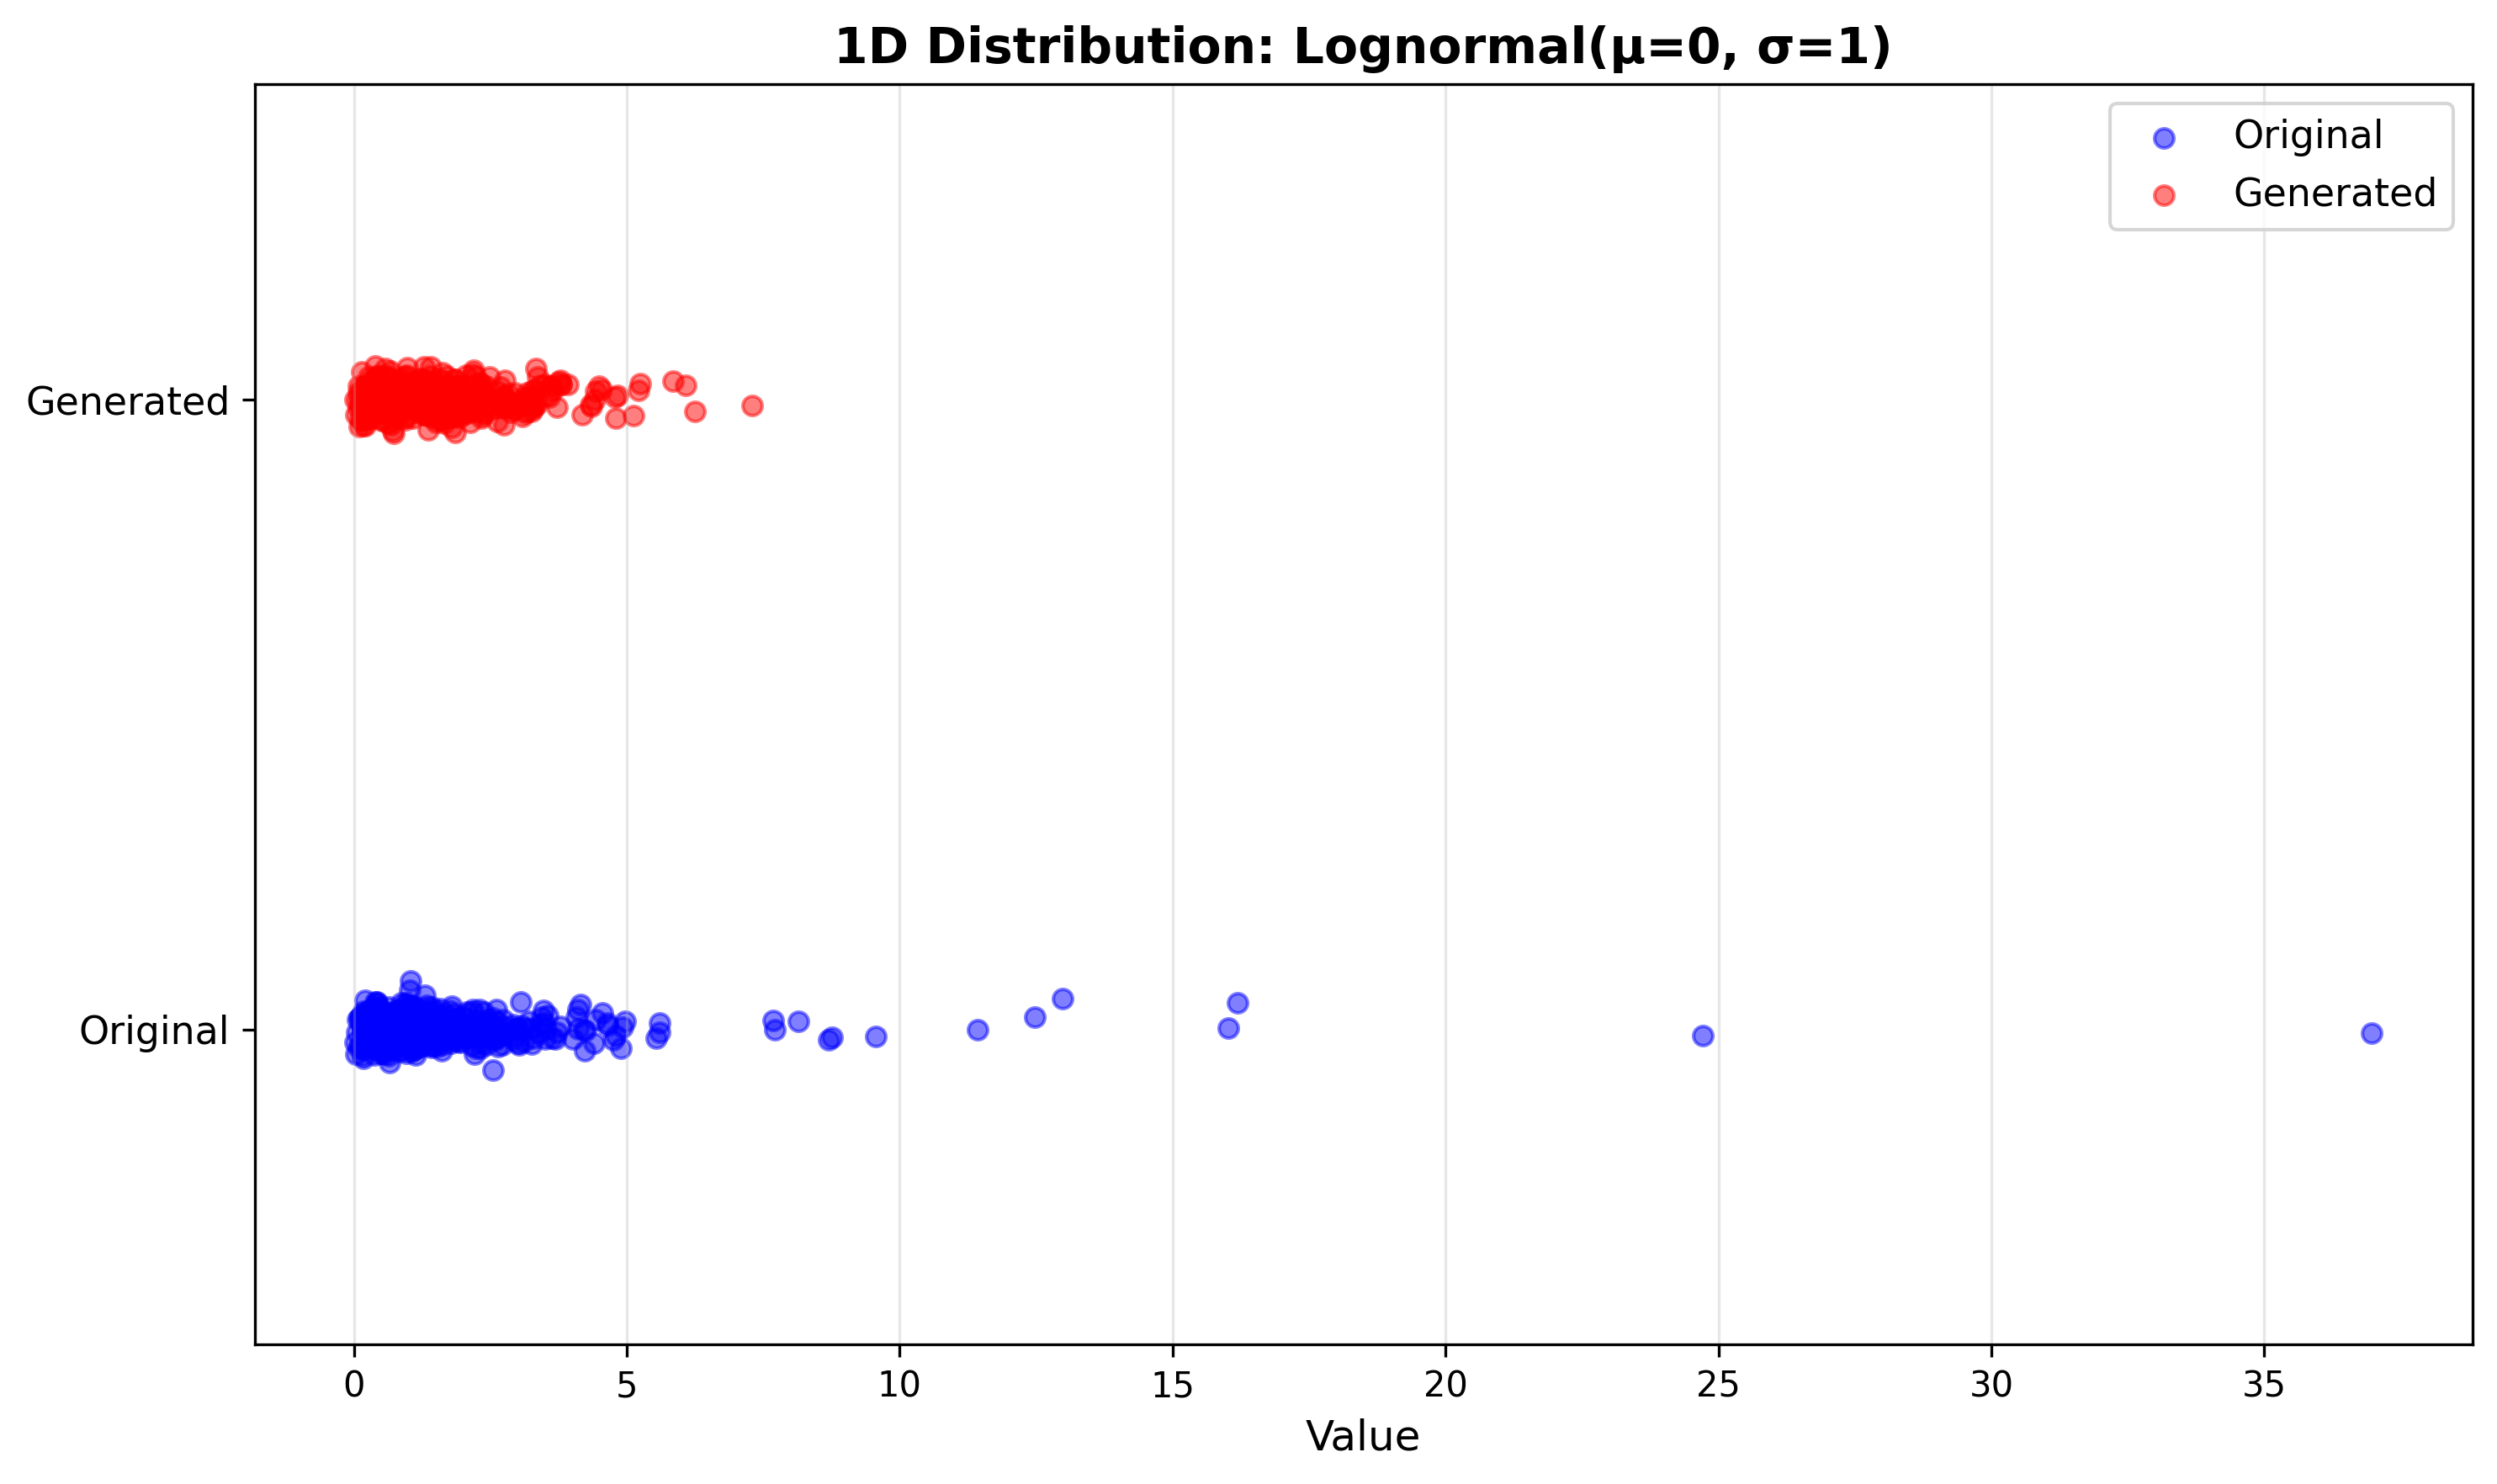 1D Distribution: Lognormal(μ=0, σ=1)
Original
Generated
Generated
Original
0 5 10 15 20 25 30 35
Value